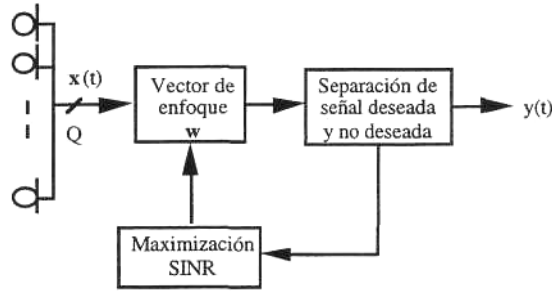 x(t)
Q
Vector de
enfoque
w
Separación de
señal deseada
y no deseada
y(t)
Maximización
SINR